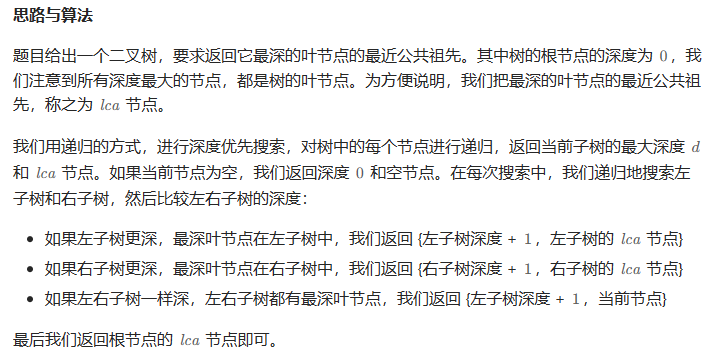 思路与算法
题目给出一个二叉树，要求返回它最深的叶节点的最近公共祖先。其中树的根节点的深度为 0，我
们注意到所有深度最大的节点，都是树的叶节点。为方便说明，我们把最深的叶节点的最近公共祖
先，称之为 lca 节点。
我们用递归的方式，进行深度优先搜索，对树中的每个节点进行递归，返回当前子树的最大深度 d
和 lca 节点。如果当前节点为空，我们返回深度 0 和空节点。在每次搜索中，我们递归地搜索左
子树和右子树，然后比较左右子树的深度：
• 如果左子树更深，最深叶节点在左子树中，我们返回 {左子树深度 + 1，左子树的 lca 节点}
• 如果右子树更深，最深叶节点在右子树中，我们返回 {右子树深度 + 1，右子树的 lca 节点}
• 如果左右子树一样深，左右子树都有最深叶节点，我们返回 {左子树深度 + 1，当前节点}
最后我们返回根节点的 lca 节点即可。